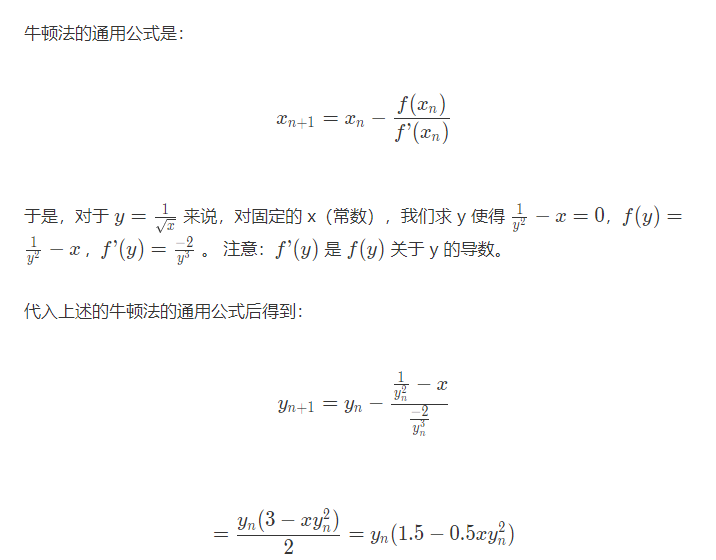 牛顿法的通用公式是：
$x_{n+1} = x_n - \frac{f(x_n)}{f’(x_n)}$
于是，对于 $y = \frac{1}{\sqrt{x}}$ 来说，对固定的 x（常数），我们求 y 使得 $\frac{1}{y^2} - x = 0$，$f(y) =$
$\frac{1}{y^2} - x$，$f’(y) = \frac{-2}{y^3}$ 。 注意：$f’(y)$ 是 $f(y)$ 关于 y 的导数。
代入上述的牛顿法的通用公式后得到：
$y_{n+1} = y_n - \frac{\frac{1}{y_n^2} - x}{\frac{-2}{y_n^3}}$
$= \frac{y_n(3 - xy_n^2)}{2} = y_n(1.5 - 0.5xy_n^2)$